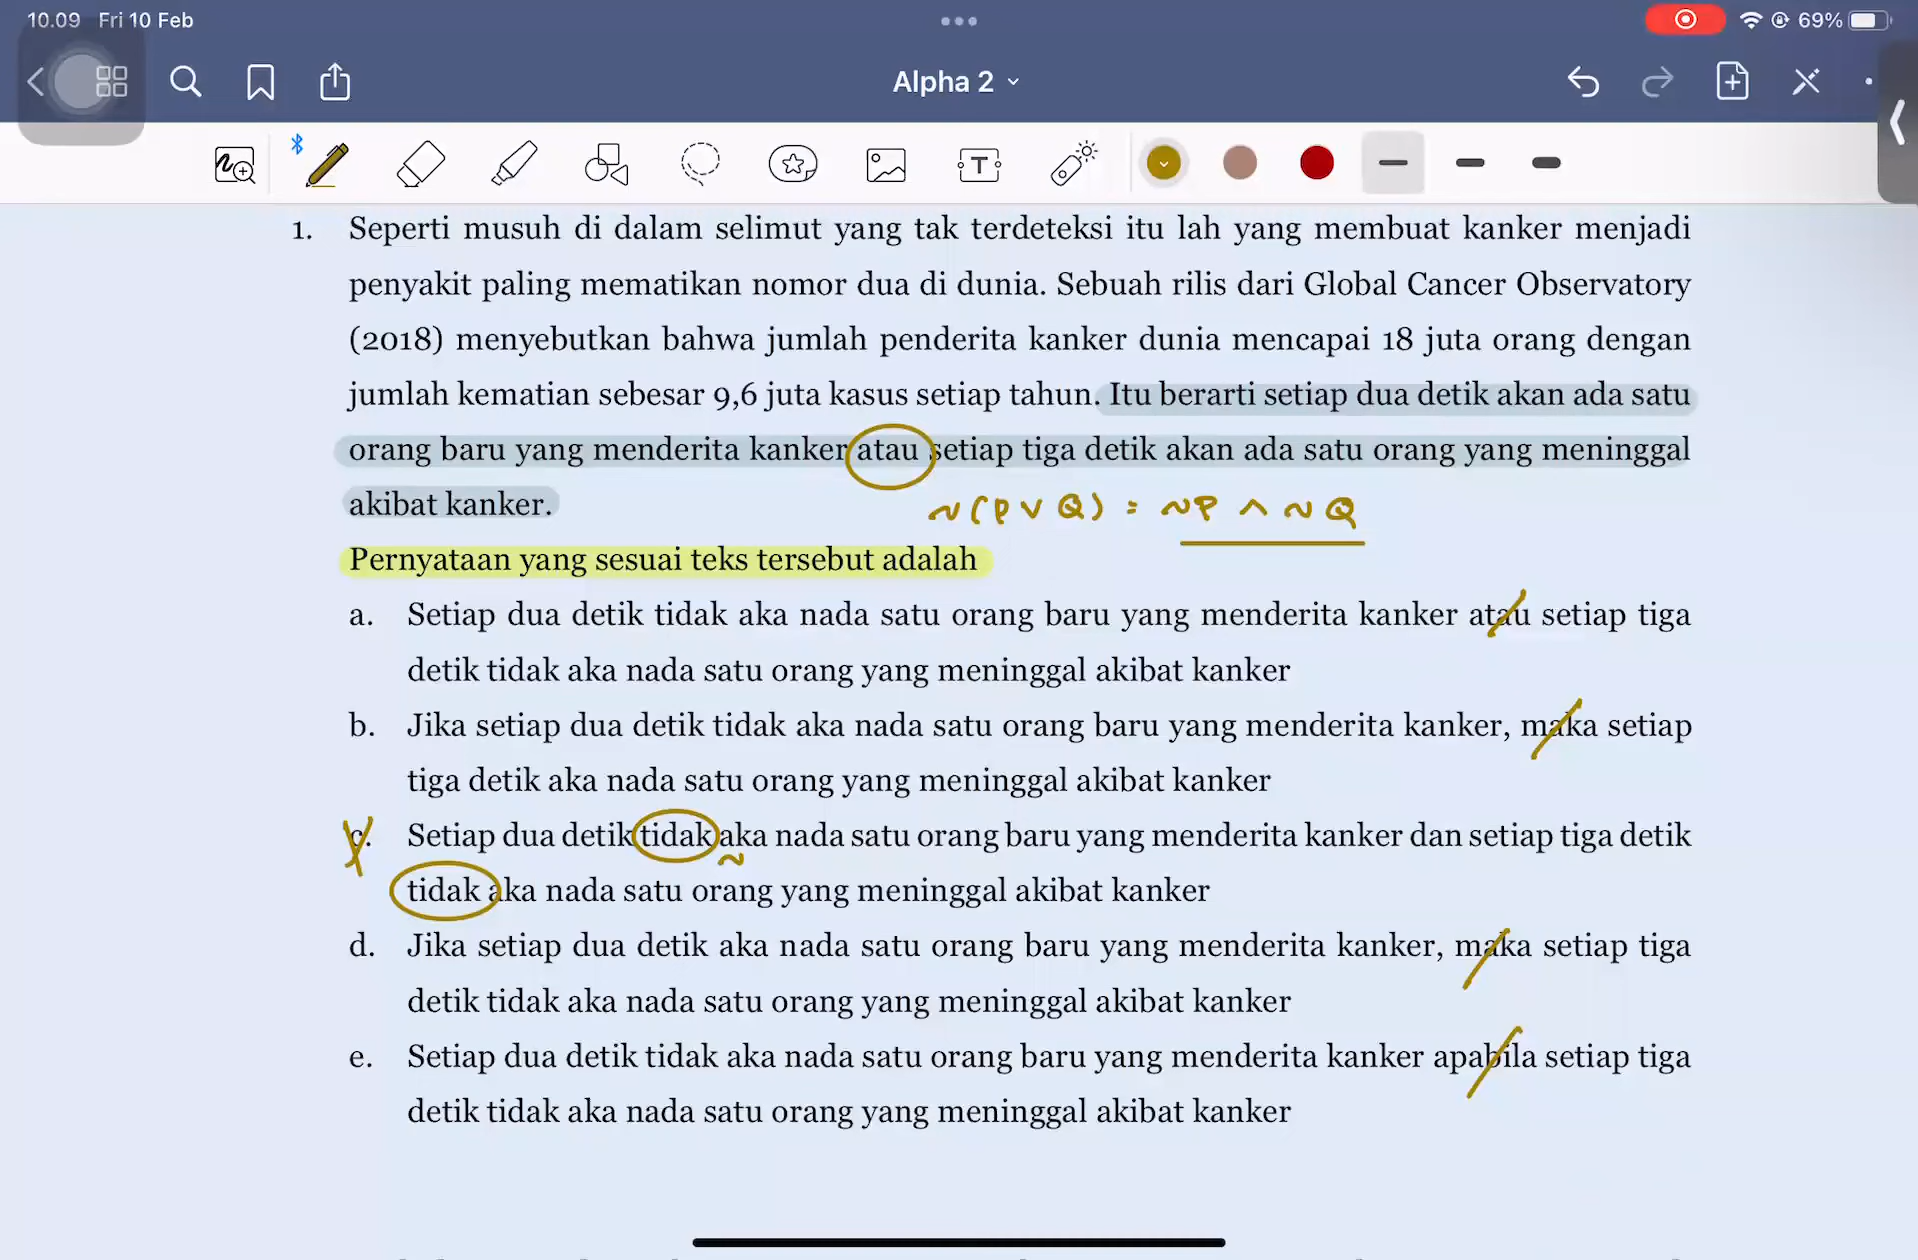 10.09 Fri 10 Feb
69%
Alpha 2
T
1. Seperti musuh di dalam selimut yang tak terdeteksi itu lah yang membuat kanker menjadi
penyakit paling mematikan nomor dua di dunia. Sebuah rilis dari Global Cancer Observatory
(2018) menyebutkan bahwa jumlah penderita kanker dunia mencapai 18 juta orang dengan
jumlah kematian sebesar 9,6 juta kasus setiap tahun. Itu berarti setiap dua detik akan ada satu
orang baru yang menderita kanker atau setiap tiga detik akan ada satu orang yang meninggal
akibat kanker.
~(P ∨ Q) = ~P ∧ ~Q
Pernyataan yang sesuai teks tersebut adalah
a. Setiap dua detik tidak aka nada satu orang baru yang menderita kanker atau setiap tiga
detik tidak aka nada satu orang yang meninggal akibat kanker
b. Jika setiap dua detik tidak aka nada satu orang baru yang menderita kanker, maka setiap
tiga detik aka nada satu orang yang meninggal akibat kanker
c. Setiap dua detik tidak aka nada satu orang baru yang menderita kanker dan setiap tiga detik
~
tidak aka nada satu orang yang meninggal akibat kanker
d. Jika setiap dua detik aka nada satu orang baru yang menderita kanker, maka setiap tiga
detik tidak aka nada satu orang yang meninggal akibat kanker
e. Setiap dua detik tidak aka nada satu orang baru yang menderita kanker apabila setiap tiga
detik tidak aka nada satu orang yang meninggal akibat kanker